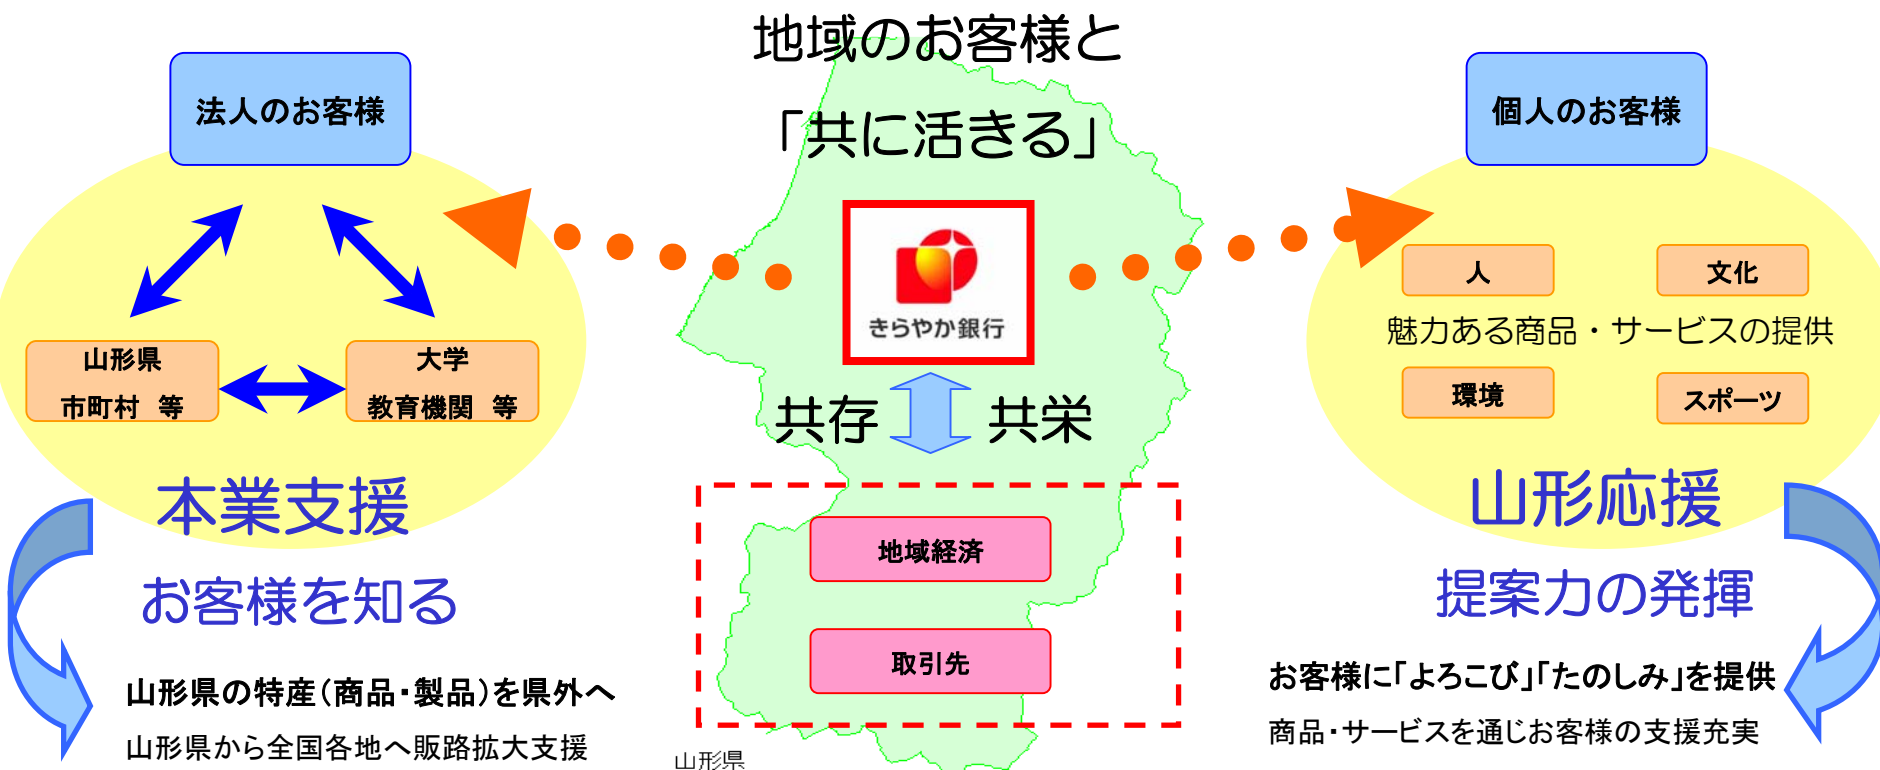 地域のお客様と
「共に活きる」
きらやか銀行
共存
共栄
地域経済
取引先
山形県
法人のお客様
山形県
市町村 等
大学
教育機関 等
本業支援
お客様を知る
山形県の特産(商品・製品)を県外へ
山形県から全国各地へ販路拡大支援
個人のお客様
人
文化
魅力ある商品・サービスの提供
環境
スポーツ
山形応援
提案力の発揮
お客様に「よろこび」「たのしみ」を提供
商品・サービスを通じお客様の支援充実